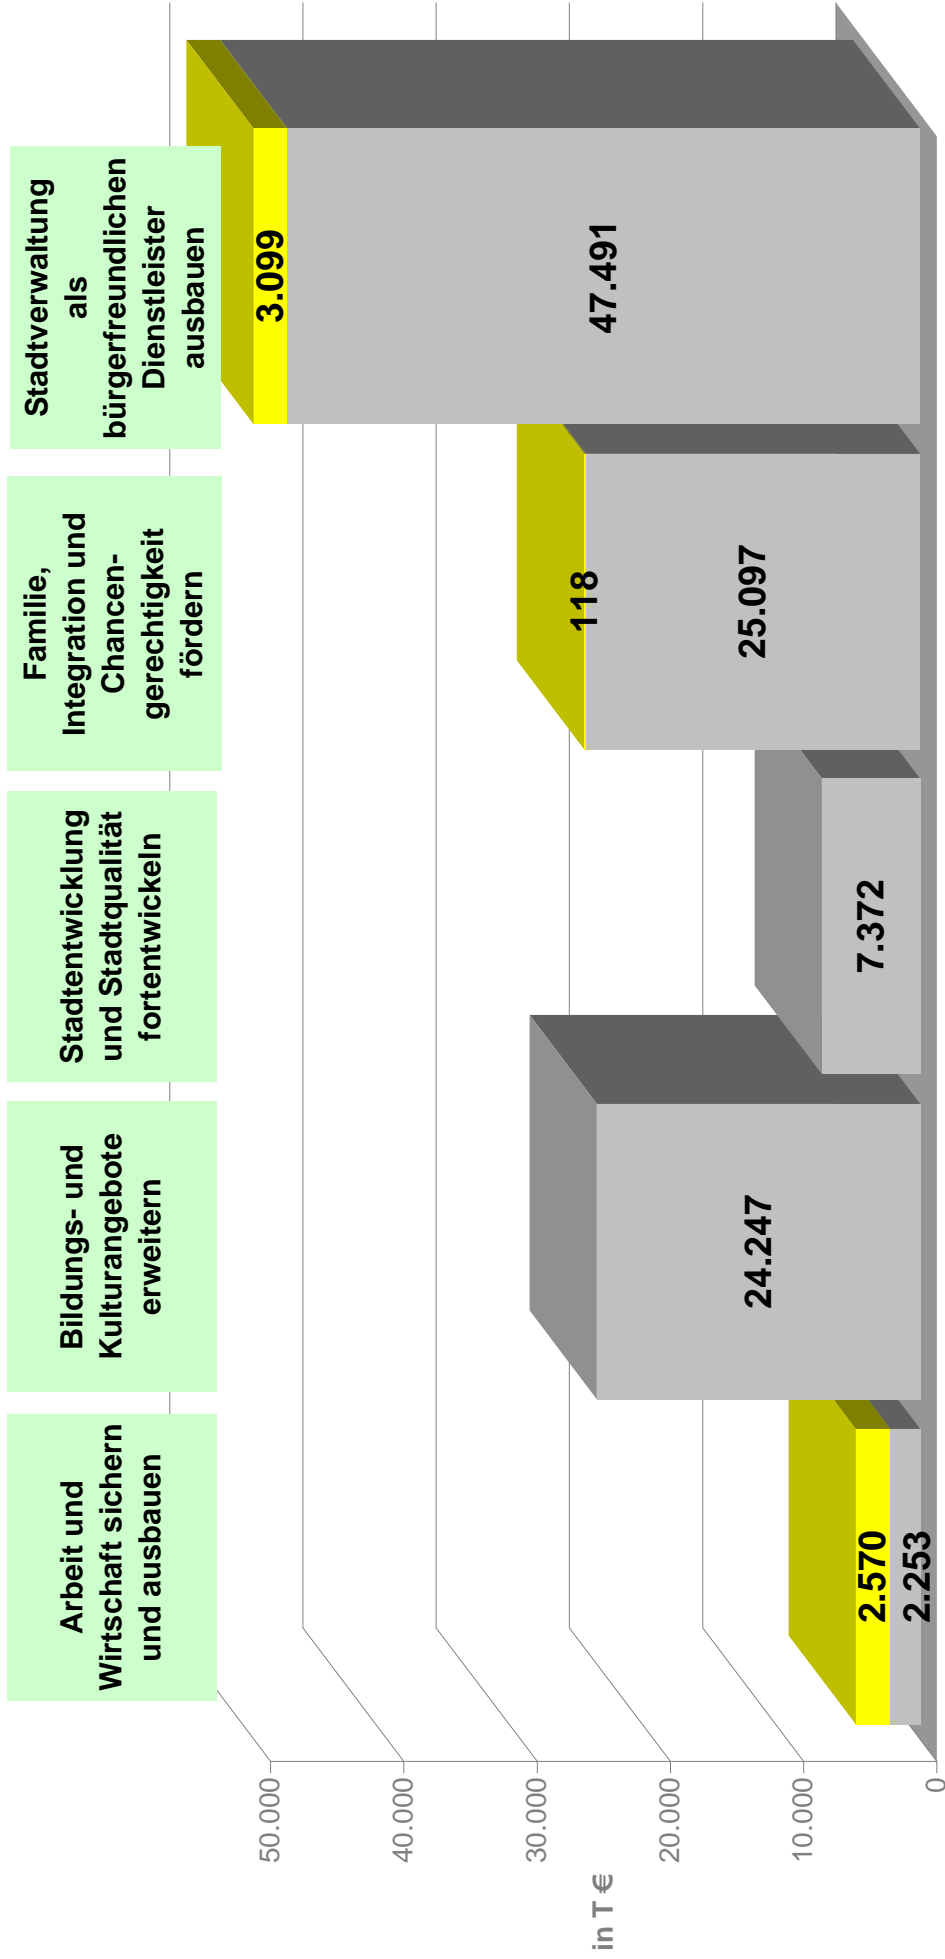 Arbeit und
Wirtschaft sichern
und ausbauen
Bildungs- und
Kulturangebote
erweitern
Stadtentwicklung
und Stadtqualität
fortentwickeln
Familie,
Integration und
Chancen-
gerechtigkeit
fördern
Stadtverwaltung
als
bürgerfreundlichen
Dienstleister
ausbauen
50.000
40.000
30.000
20.000
10.000
0
in T €
2.570
2.253
24.247
7.372
118
25.097
3.099
47.491